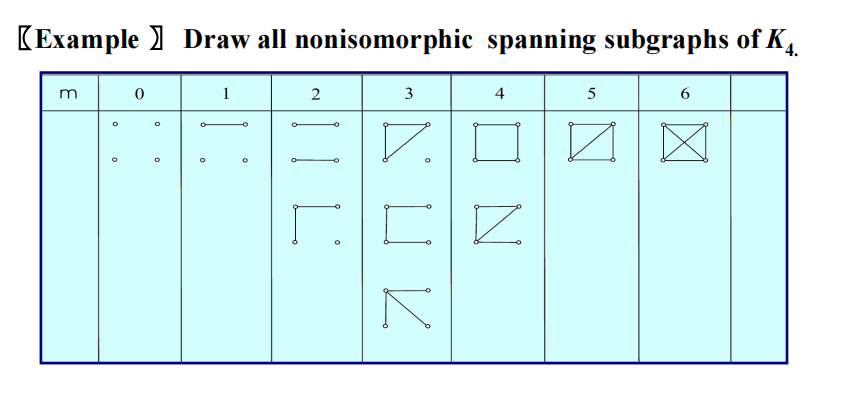 〖Example 〗 Draw all nonisomorphic spanning subgraphs of K₄.
m 0 1 2 3 4 5 6